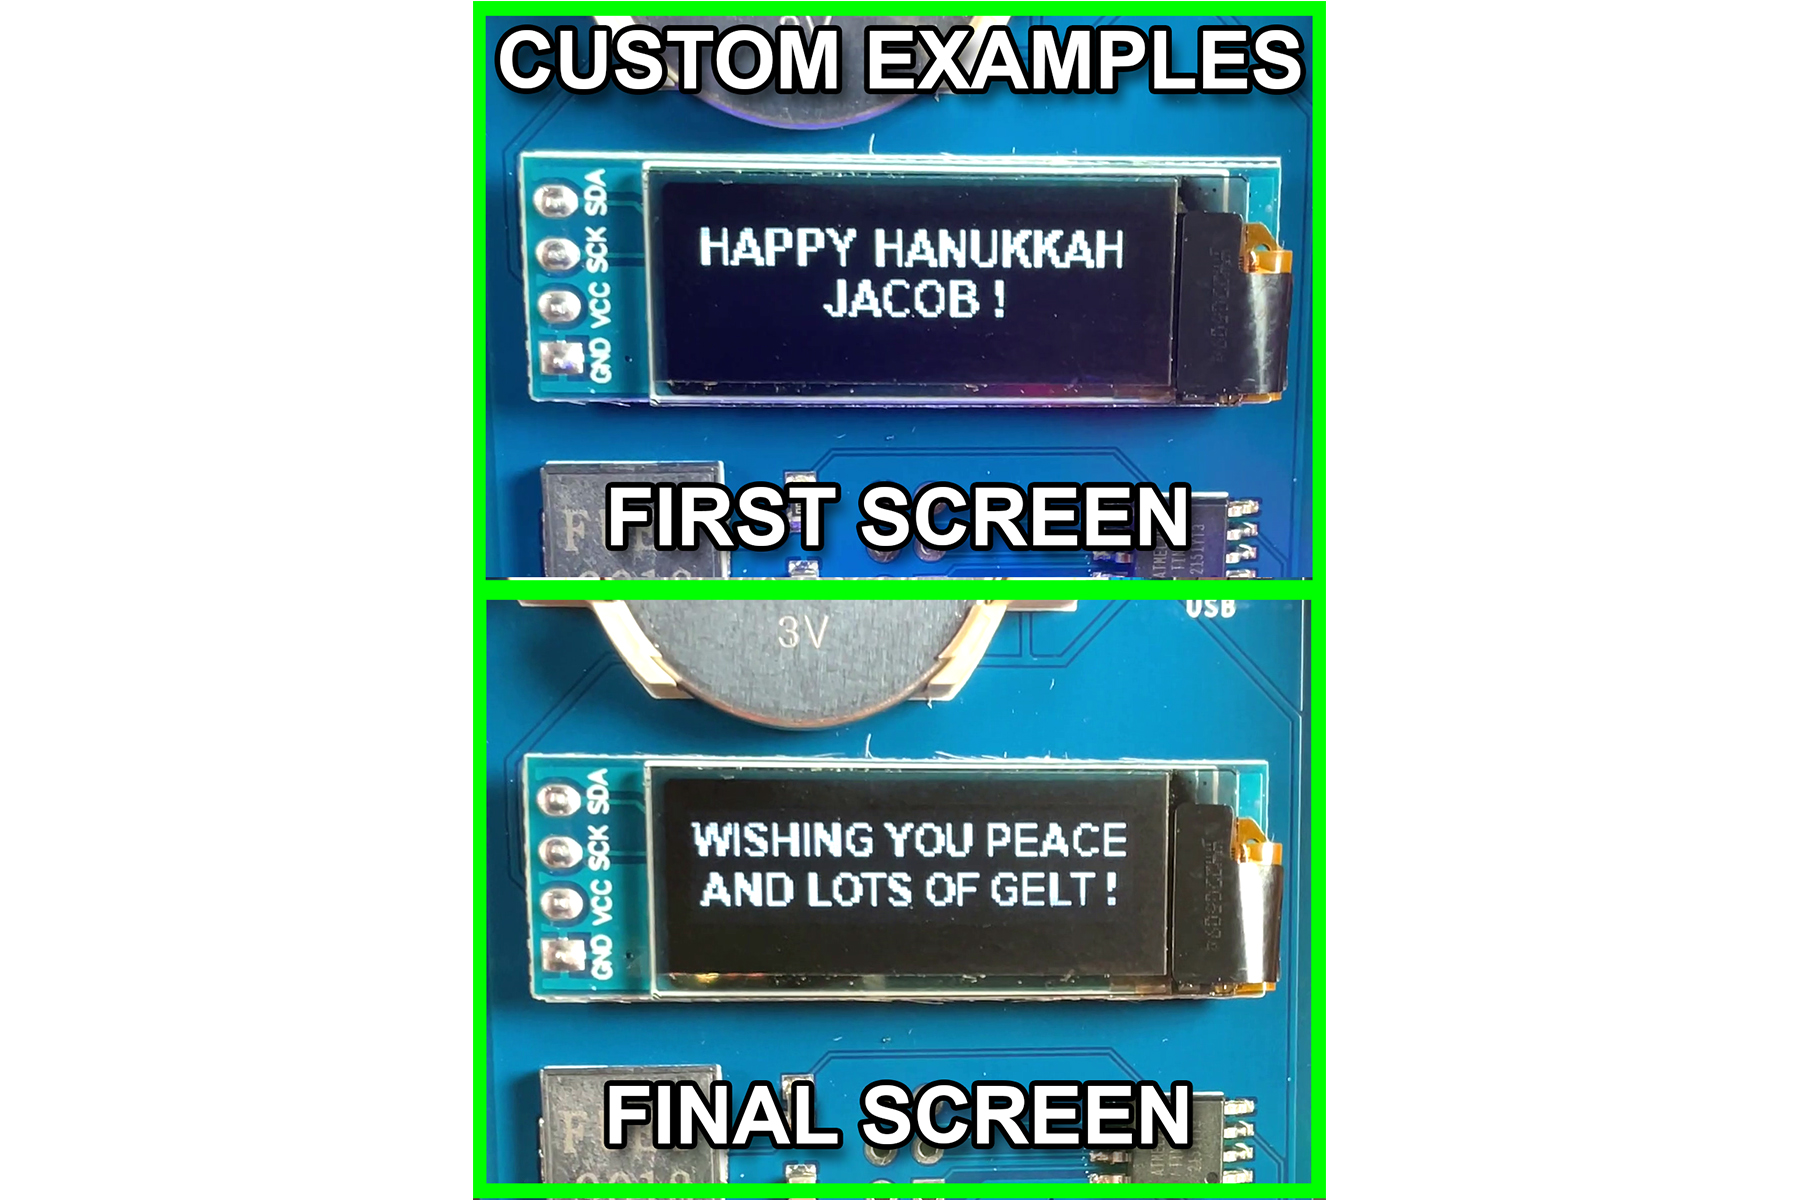 CUSTOM EXAMPLES
SDA
SCK
VCC
GND
HAPPY HANUKKAH
JACOB !
FIRST SCREEN
USB
3V
SDA
SCK
VCC
GND
WISHING YOU PEACE
AND LOTS OF GELT !
FINAL SCREEN